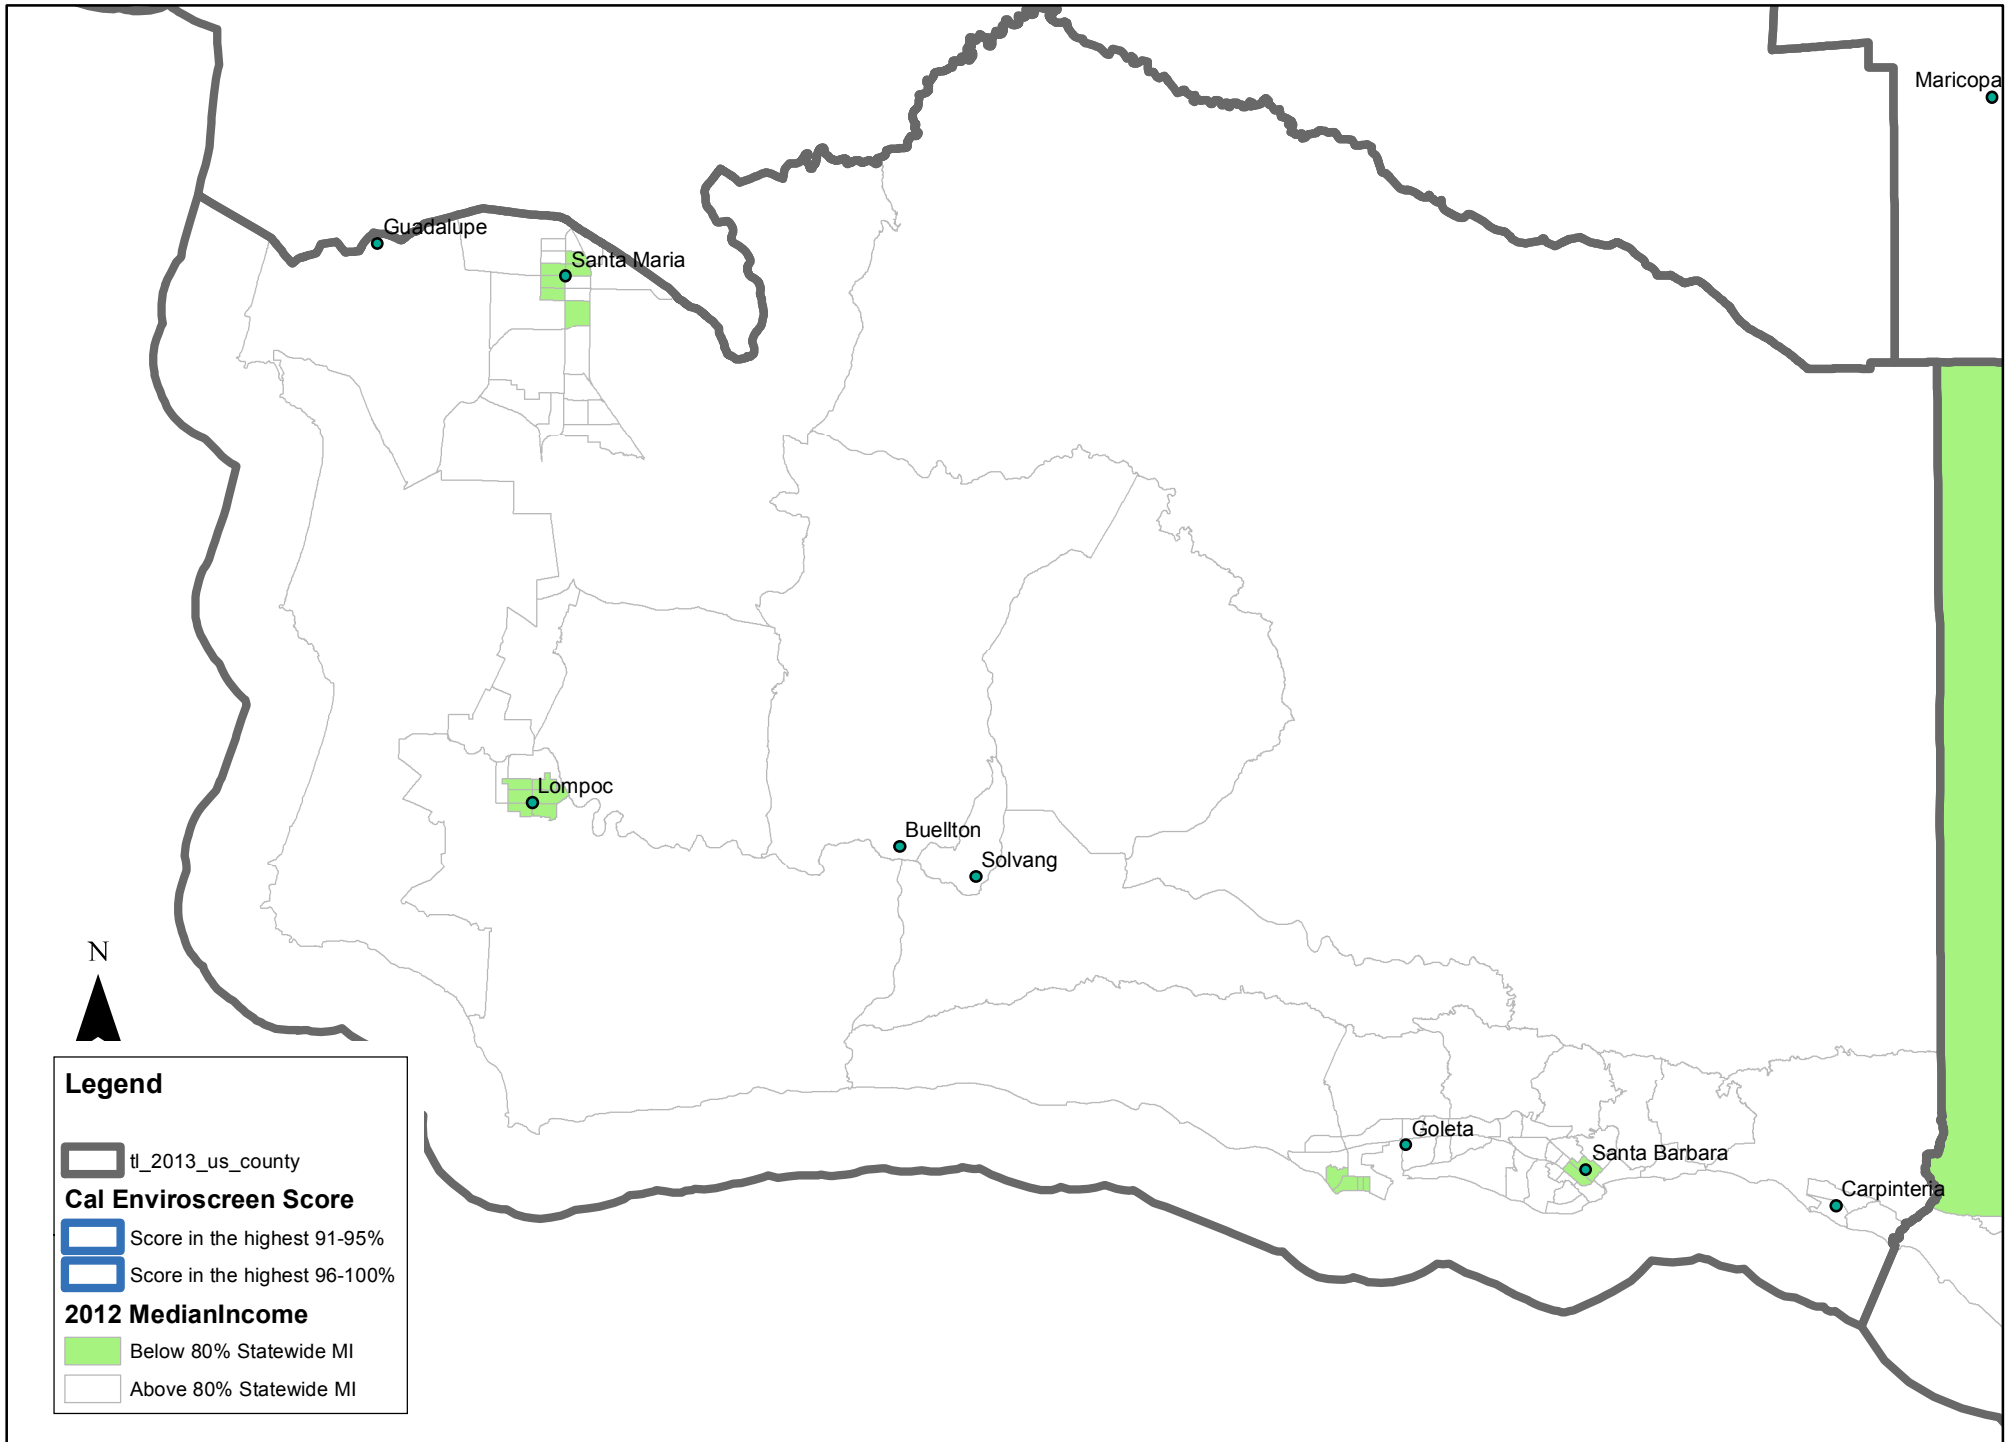 Maricopa
Guadalupe
Santa Maria
Lompoc
Buellton
Solvang
N
Goleta
Santa Barbara
Carpinteria
Legend
tl_2013_us_county
Cal Enviroscreen Score
Score in the highest 91-95%
Score in the highest 96-100%
2012 MedianIncome
Below 80% Statewide MI
Above 80% Statewide MI